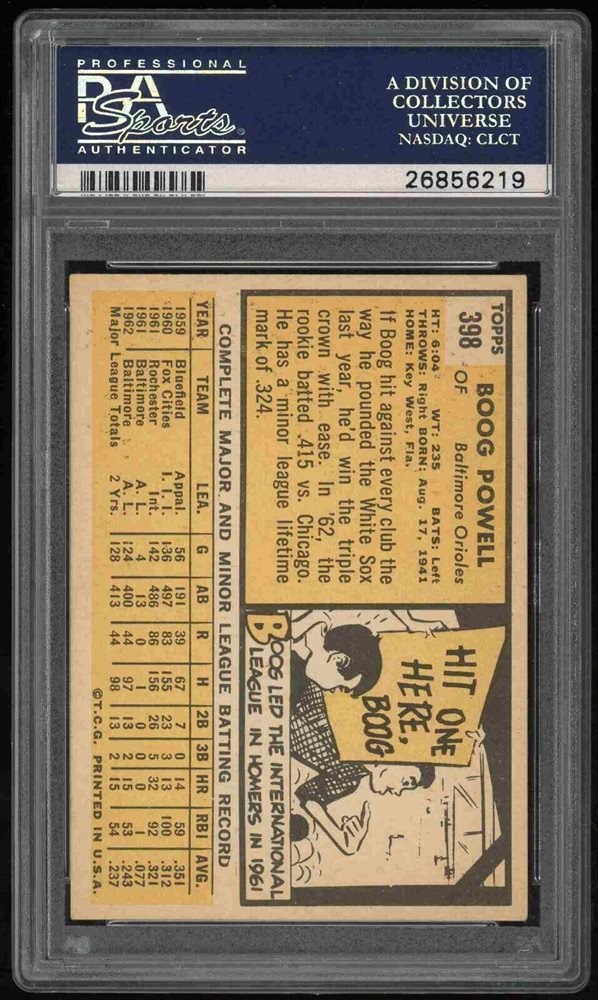 PROFESSIONAL
PSA
Sports
AUTHENTICATOR
A DIVISION OF
COLLECTORS
UNIVERSE
NASDAQ: CLCT
26856219
TOPPS
398
BOOG POWELL
OF Baltimore Orioles
HT: 6:04 WT: 235 BATS: Left
THROWS: Right BORN: Aug. 17, 1941
HOME: Key West, Fla.
If Boog hit against every club the
way he pounded the White Sox
last year, he'd win the triple
crown with ease. In '62, the
rookie batted .415 vs. Chicago.
He has a minor league lifetime
mark of .324.
HIT ONE
HERE,
BOOG
BOOG LED THE INTERNATIONAL
LEAGUE IN HOMERS IN 1961
COMPLETE MAJOR AND MINOR LEAGUE BATTING RECORD
YEAR TEAM LEA. G AB R H 2B 3B HR RBI AVG.
1959 Bluefield Appal. 56 191 39 67 7 0 14 59 .351
1960 Fox Cities I. I. I. 136 497 83 155 23 3 13 100 .312
1961 Rochester Int. 142 486 86 156 26 5 32 92 .321
1961 Baltimore A. L. 4 13 0 1 0 0 0 1 .077
1962 Baltimore A. L. 124 400 44 97 13 2 15 53 .243
Major League Totals 2 Yrs. 128 413 44 98 13 2 15 54 .237
©T.C.G. PRINTED IN U.S.A.